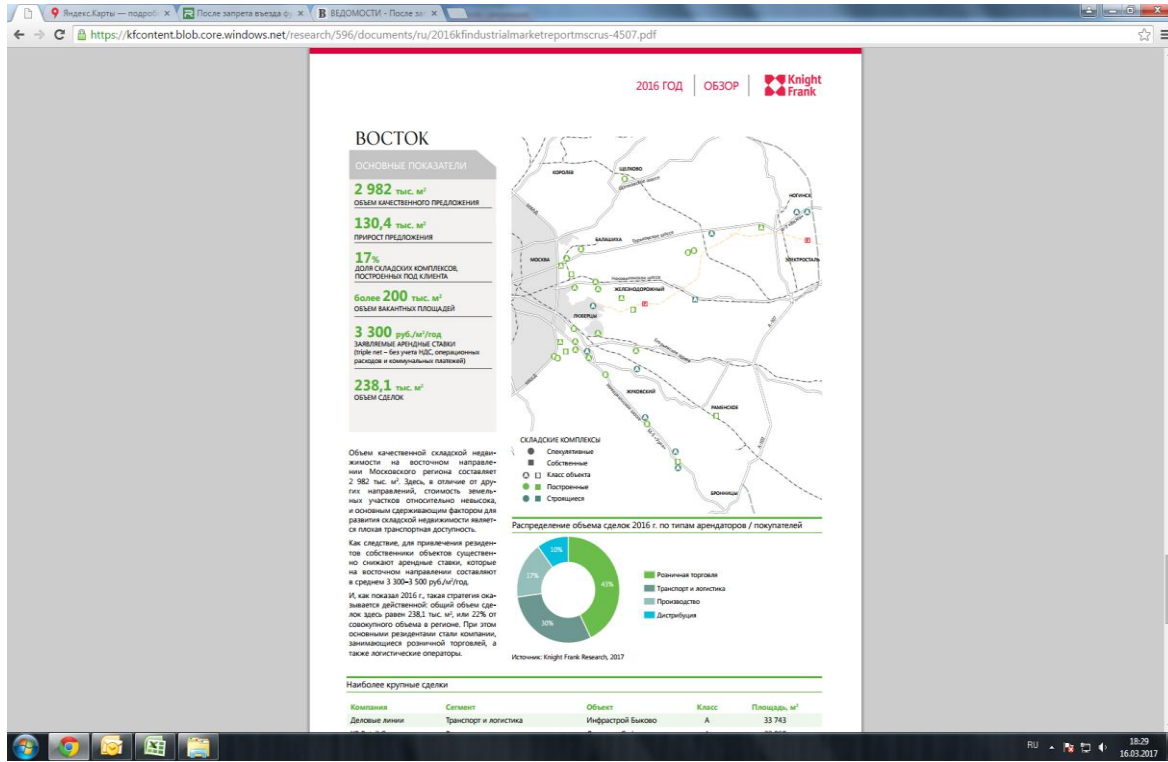 Яндекс.Карты — подроб
После запрета въезда фу
ВЕДОМОСТИ - После зап
https://kfcontent.blob.core.windows.net/research/596/documents/ru/2016kfindustrialmarketreportmscrus-4507.pdf
2016 ГОД ОБЗОР Knight Frank
ВОСТОК
ОСНОВНЫЕ ПОКАЗАТЕЛИ
2 982 тыс. м²
ОБЪЕМ КАЧЕСТВЕННОГО ПРЕДЛОЖЕНИЯ
130,4 тыс. м²
ПРИРОСТ ПРЕДЛОЖЕНИЯ
17%
ДОЛЯ СКЛАДСКИХ КОМПЛЕКСОВ,
ПОСТРОЕННЫХ ПОД КЛИЕНТА
более 200 тыс. м²
ОБЪЕМ ВАКАНТНЫХ ПЛОЩАДЕЙ
3 300 руб./м²/год
ЗАЯВЛЯЕМЫЕ АРЕНДНЫЕ СТАВКИ
(triple net – без учета НДС, операционных
расходов и коммунальных платежей)
238,1 тыс. м²
ОБЪЕМ СДЕЛОК
КОРОЛЕВ
ЩЕЛКОВО
Щелковское шоссе
НОГИНСК
БАЛАШИХА
Горьковское шоссе
МОСКВА
ЭЛЕКТРОСТАЛЬ
Носовихинское шоссе
ЖЕЛЕЗНОДОРОЖНЫЙ
ЛЮБЕРЦЫ
А-107
МКАД
ЖУКОВСКИЙ
РАМЕНСКОЕ
БРОННИЦЫ
СКЛАДСКИЕ КОМПЛЕКСЫ
Спекулятивные
Собственные
Класс объекта
Построенные
Строящиеся
Объем качественной складской недви-
жимости на восточном направле-
нии Московского региона составляет
2 982 тыс. м². Здесь, в отличие от дру-
гих направлений, стоимость земель-
ных участков относительно невысока,
и основным сдерживающим фактором для
развития складской недвижимости являет-
ся плохая транспортная доступность.
Как следствие, для привлечения резиден-
тов собственники объектов существен-
но снижают арендные ставки, которые
на восточном направлении составляют
в среднем 3 300–3 500 руб./м²/год.
И, как показал 2016 г., такая стратегия ока-
зывается действенной: общий объем сде-
лок здесь равен 238,1 тыс. м², или 22% от
совокупного объема в регионе. При этом
основными резидентами стали компании,
занимающиеся розничной торговлей, а
также логистические операторы.
Распределение объема сделок 2016 г. по типам арендаторов / покупателей
10%
17%
43%
30%
Розничная торговля
Транспорт и логистика
Производство
Дистрибуция
Источник: Knight Frank Research, 2017
Наиболее крупные сделки
Компания Сегмент Объект Класс Площадь, м²
Деловые линии Транспорт и логистика Инфрастрой Быково А 33 743
RU 18:29
16.03.2017